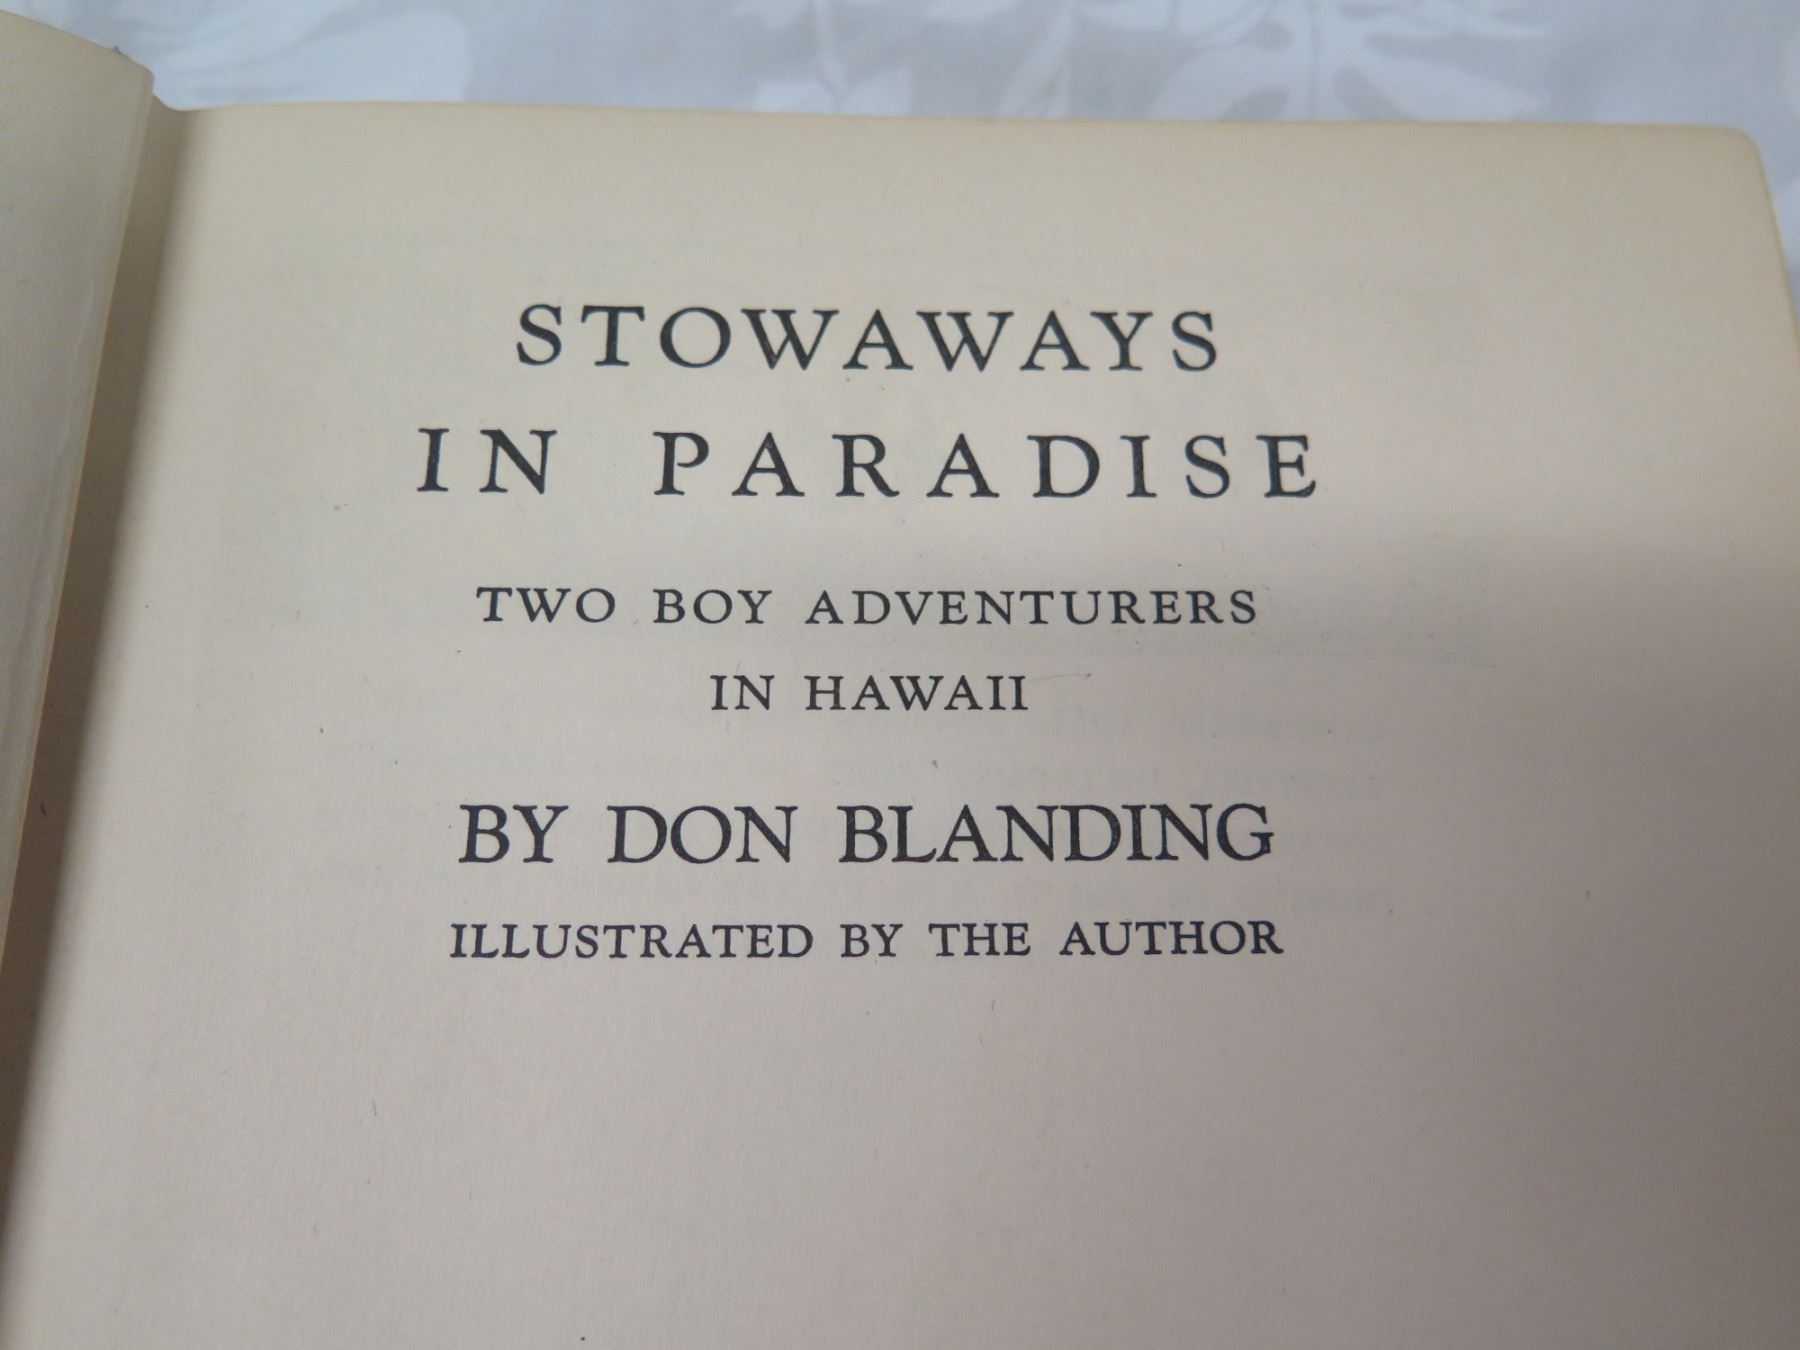 STOWAWAYS
IN PARADISE
TWO BOY ADVENTURERS
IN HAWAII
BY DON BLANDING
ILLUSTRATED BY THE AUTHOR